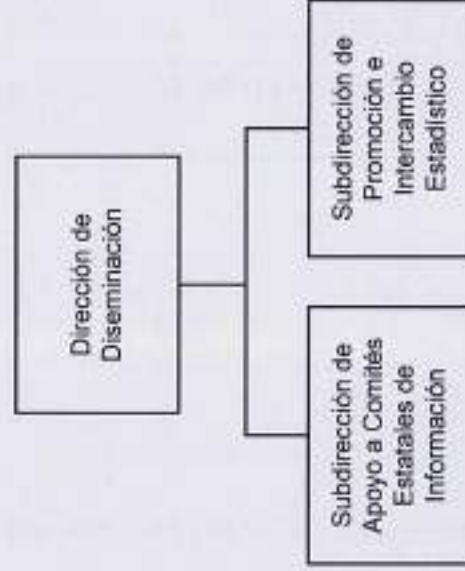 Dirección de
Diseminación
Subdirección de
Apoyo a Comités
Estatales de
Información
Subdirección de
Promoción e
Intercambio
Estadístico